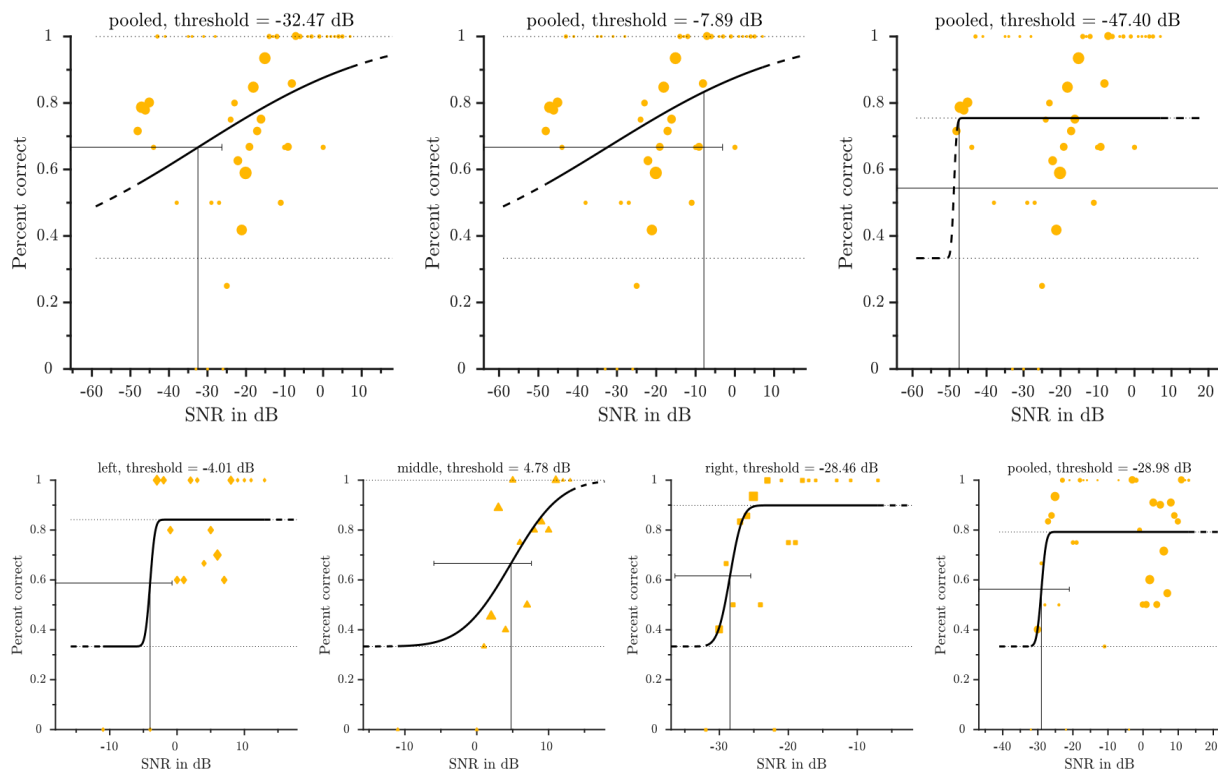 pooled, threshold = -32.47 dB
1
0.8
0.6
0.4
0.2
0
Percent correct
-60 -50 -40 -30 -20 -10 0 10
SNR in dB
pooled, threshold = -7.89 dB
1
0.8
0.6
0.4
0.2
0
Percent correct
-60 -50 -40 -30 -20 -10 0 10
SNR in dB
pooled, threshold = -47.40 dB
1
0.8
0.6
0.4
0.2
0
Percent correct
-60 -50 -40 -30 -20 -10 0 10 20
SNR in dB
left, threshold = -4.01 dB
1
0.8
0.6
0.4
0.2
0
Percent correct
-10 0 10
SNR in dB
middle, threshold = 4.78 dB
1
0.8
0.6
0.4
0.2
0
Percent correct
-10 0 10
SNR in dB
right, threshold = -28.46 dB
1
0.8
0.6
0.4
0.2
0
Percent correct
-30 -20 -10
SNR in dB
pooled, threshold = -28.98 dB
1
0.8
0.6
0.4
0.2
0
Percent correct
-40 -30 -20 -10 0 10 20
SNR in dB